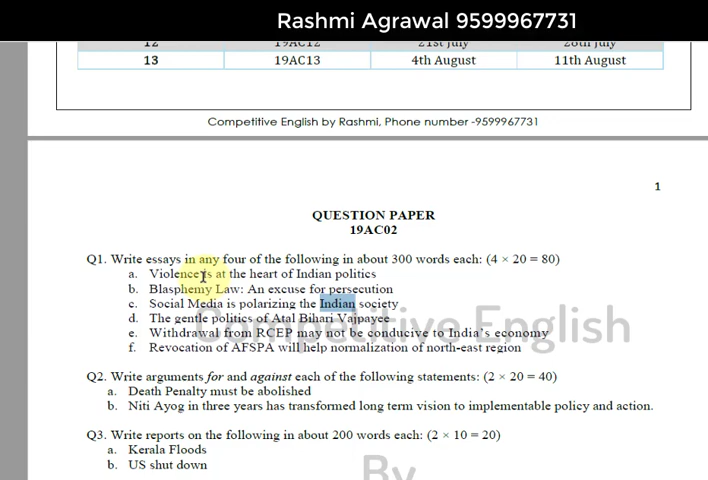 Rashmi Agrawal 9599967731
12 19AC12 21st July 28th July
13 19AC13 4th August 11th August
Competitive English by Rashmi, Phone number -9599967731
1
QUESTION PAPER
19AC02
Q1. Write essays in any four of the following in about 300 words each: (4 × 20 = 80)
a. Violence is at the heart of Indian politics
b. Blasphemy Law: An excuse for persecution
c. Social Media is polarizing the Indian society
d. The gentle politics of Atal Bihari Vajpayee
e. Withdrawal from RCEP may not be conducive to India's economy
f. Revocation of AFSPA will help normalization of north-east region
Competitive English
Q2. Write arguments for and against each of the following statements: (2 × 20 = 40)
a. Death Penalty must be abolished
b. Niti Ayog in three years has transformed long term vision to implementable policy and action.
Q3. Write reports on the following in about 200 words each: (2 × 10 = 20)
a. Kerala Floods
b. US shut down
By